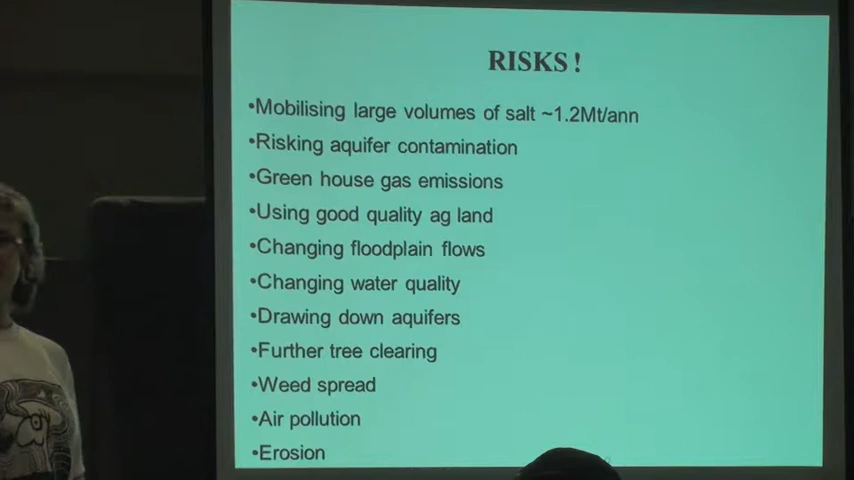 RISKS!
•Mobilising large volumes of salt ~1.2Mt/ann
•Risking aquifer contamination
•Green house gas emissions
•Using good quality ag land
•Changing floodplain flows
•Changing water quality
•Drawing down aquifers
•Further tree clearing
•Weed spread
•Air pollution
•Erosion